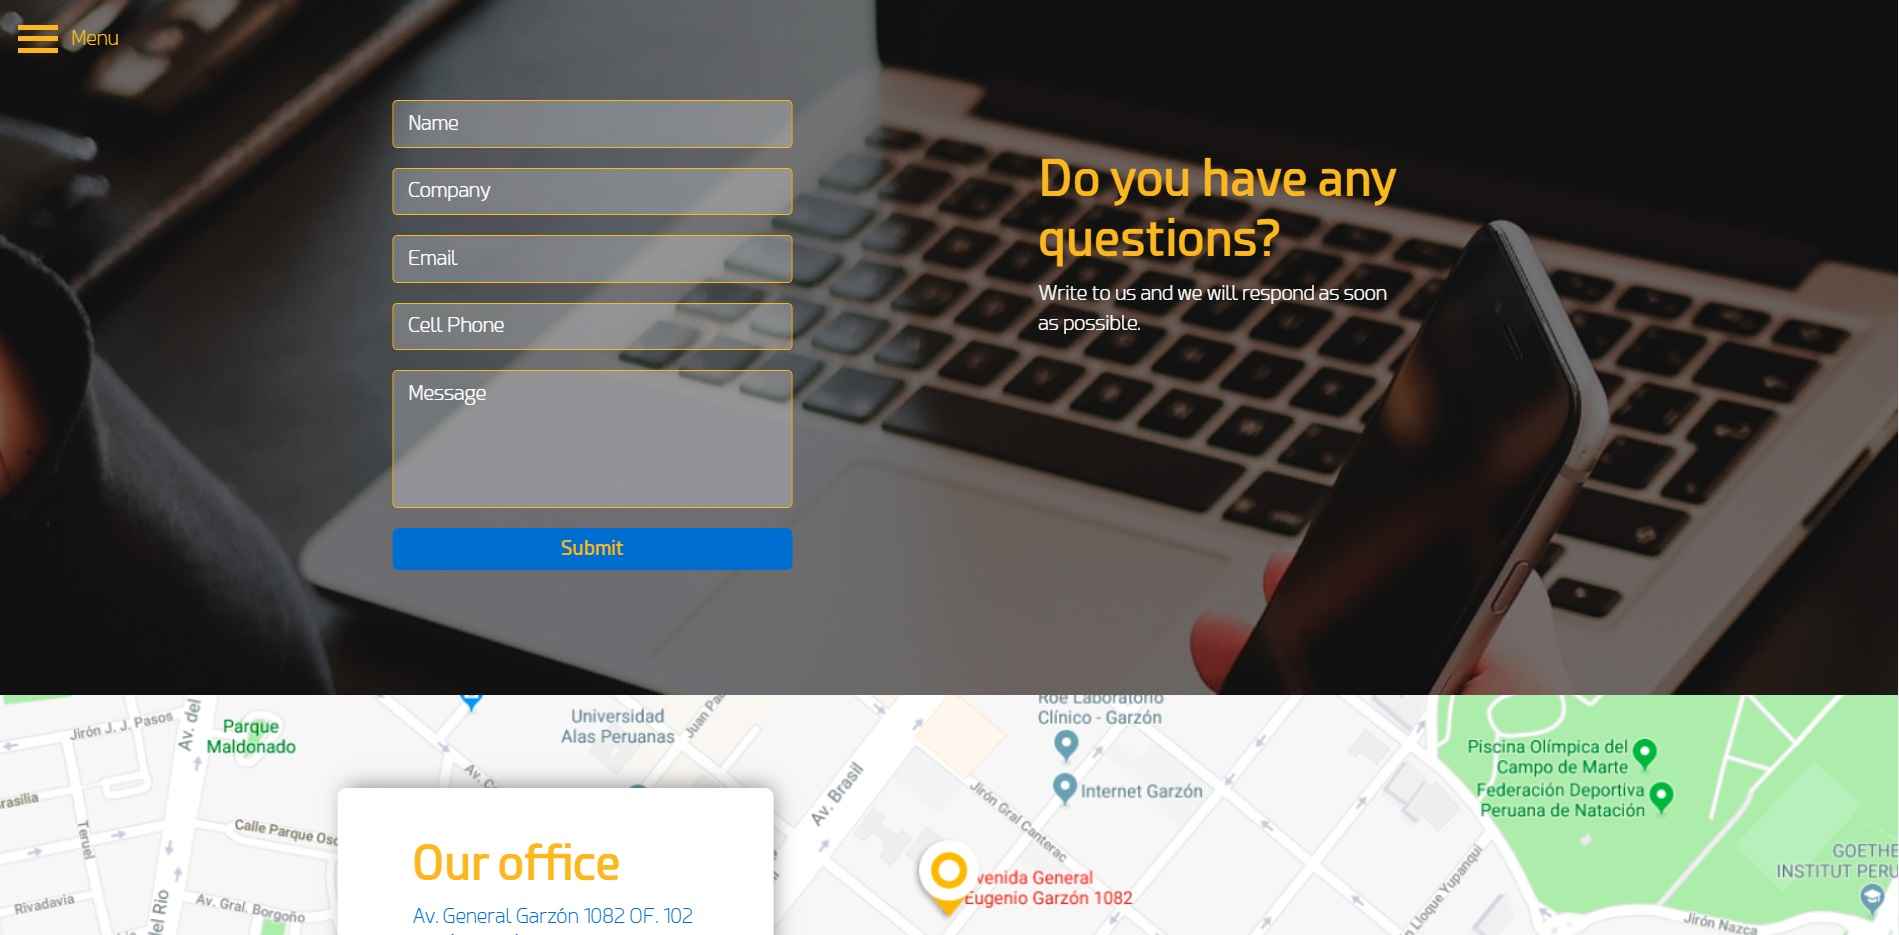 Menu
Name
Company
Email
Cell Phone
Message
Submit
Do you have any
questions?
Write to us and we will respond as soon
as possible.
Roe Laboratorio
Clínico - Garzón
Universidad
Alas Peruanas
Juan Pa
Jirón J. J. Pasos
Av. del
Parque
Maldonado
Piscina Olímpica del
Campo de Marte
Federación Deportiva
Peruana de Natación
Av. Brasil
Internet Garzón
Jirón Gral Canterac
rasilia
Teruel
Calle Parque Oso
Av. C
GOETHE
INSTITUT PERU
Our office
venida General
Eugenio Garzón 1082
Av. General Garzón 1082 OF. 102
Rivadavia
del Río
Av. Gral. Borgoño
n Lloque Yupanqui
Jirón Nazca